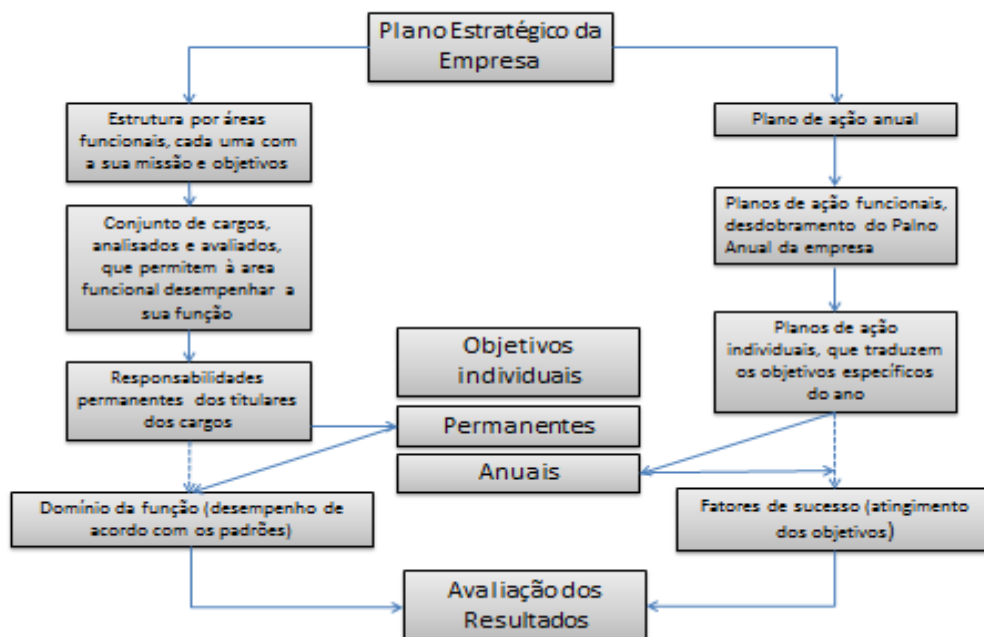 Plano Estratégico da
Empresa
Estrutura por áreas
funcionais, cada uma com
a sua missão e objetivos
Plano de ação anual
Conjunto de cargos,
analisados e avaliados,
que permitem à area
funcional desempenhar a
sua função
Planos de ação funcionais,
desdobramento do Palno
Anual da empresa
Responsabilidades
permanentes dos titulares
dos cargos
Objetivos
individuais
Permanentes
Anuais
Planos de ação
individuais, que traduzem
os objetivos específicos
do ano
Domínio da função (desempenho de
acordo com os padrões)
Fatores de sucesso (atingimento
dos objetivos)
Avaliação dos
Resultados